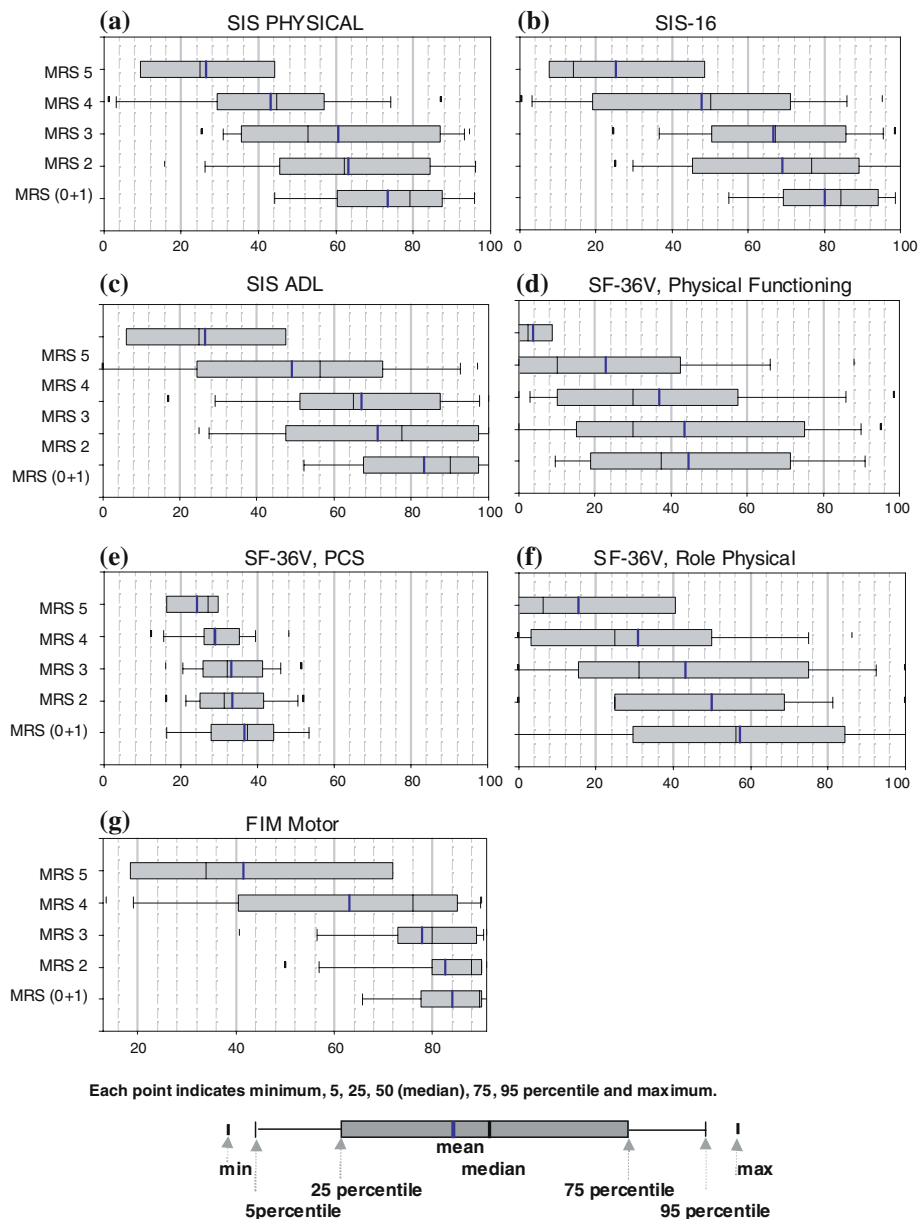 (a) SIS PHYSICAL
MRS 5
MRS 4
MRS 3
MRS 2
MRS (0+1)
0 20 40 60 80 100
(b) SIS-16
0 20 40 60 80 100
(c) SIS ADL
MRS 5
MRS 4
MRS 3
MRS 2
MRS (0+1)
0 20 40 60 80 100
(d) SF-36V, Physical Functioning
0 20 40 60 80 100
(e) SF-36V, PCS
MRS 5
MRS 4
MRS 3
MRS 2
MRS (0+1)
0 20 40 60 80 100
(f) SF-36V, Role Physical
0 20 40 60 80 100
(g) FIM Motor
MRS 5
MRS 4
MRS 3
MRS 2
MRS (0+1)
20 40 60 80
Each point indicates minimum, 5, 25, 50 (median), 75, 95 percentile and maximum.
mean
min median max
25 percentile 75 percentile
5percentile 95 percentile